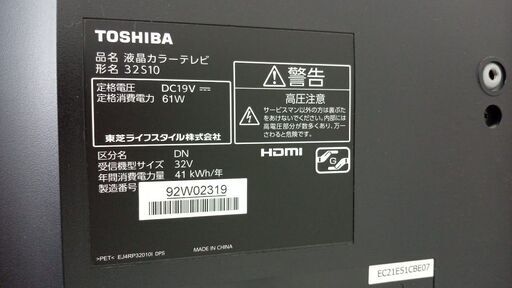 TOSHIBA
品名 液晶カラーテレビ
形名 32S10
定格電圧 DC19V
定格消費電力 61W
東芝ライフスタイル株式会社
区分名 DN
受信機型サイズ 32V
年間消費電力量 41 kWh/年
製造番号 92W02319
>PET< EJ4RP32010I DPS
MADE IN CHINA
警告
高圧注意
サービスマン以外の方は裏ぶた
をあけないでください。内部には
高電圧部分が数多くあり、万一
さわると危険です。
HDMI
G
EC21ES1CBE07